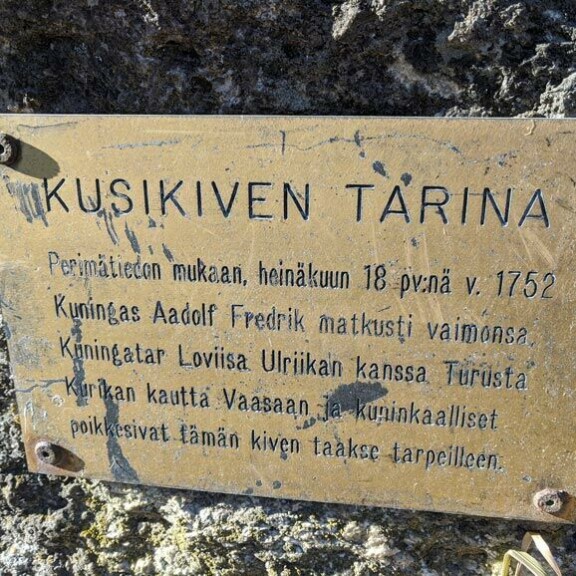 KUSIKIVEN TARINA
Perimätiedon mukaan, heinäkuun 18 pv:nä v. 1752
Kuningas Aadolf Fredrik matkusti vaimonsa,
Kuningatar Loviisa Ulriikan kanssa Turusta
Kurikan kautta Vaasaan ja kuninkaalliset
poikkesivat tämän kiven taakse tarpeilleen.